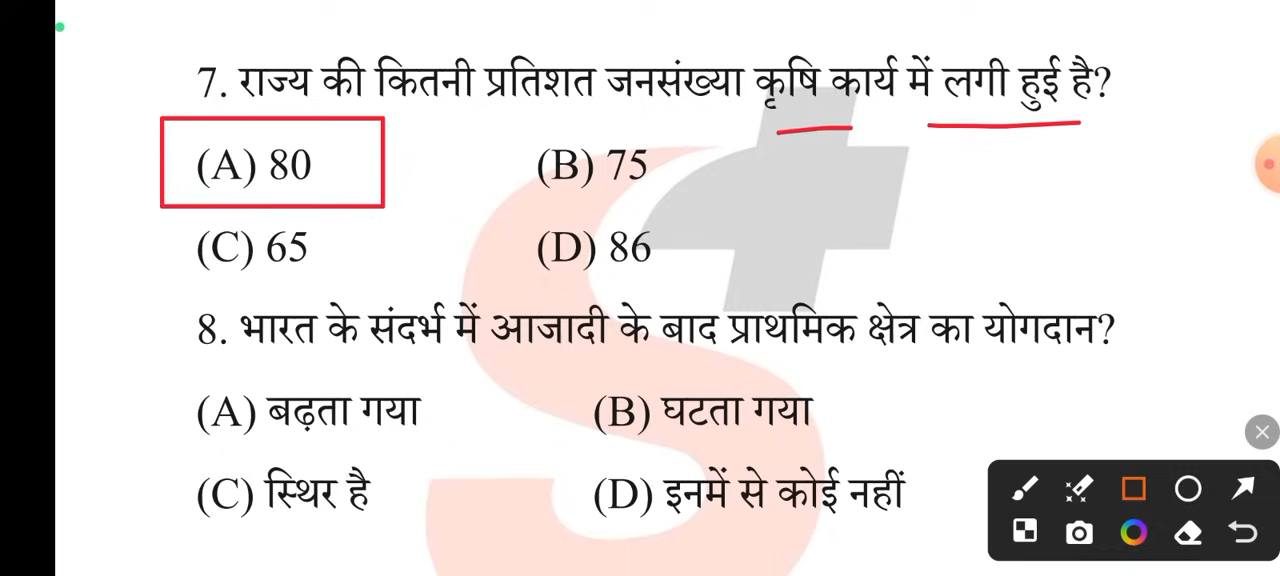 7. राज्य की कितनी प्रतिशत जनसंख्या कृषि कार्य में लगी हुई है?
(A) 80 (B) 75
(C) 65 (D) 86
8. भारत के संदर्भ में आजादी के बाद प्राथमिक क्षेत्र का योगदान?
(A) बढ़ता गया (B) घटता गया
(C) स्थिर है (D) इनमें से कोई नहीं